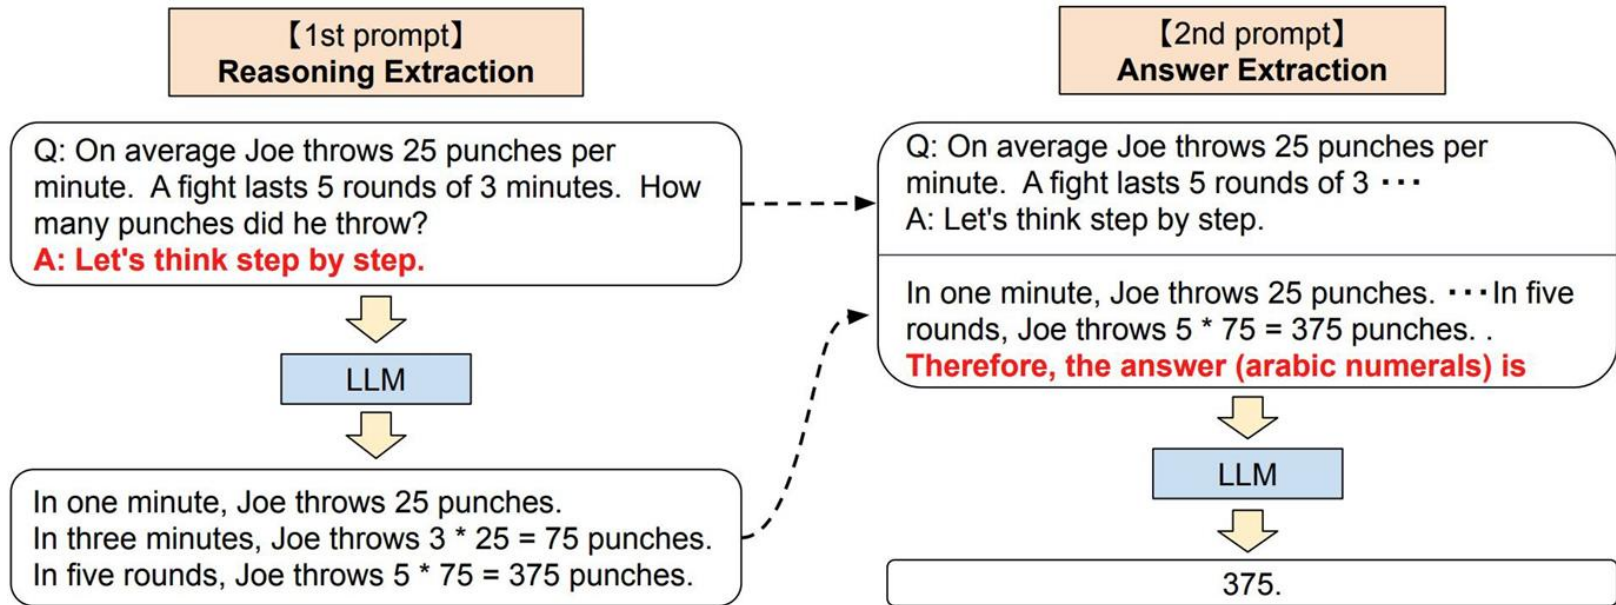 【1st prompt】
Reasoning Extraction
Q: On average Joe throws 25 punches per
minute.  A fight lasts 5 rounds of 3 minutes.  How
many punches did he throw?
A: Let's think step by step.
LLM
In one minute, Joe throws 25 punches.
In three minutes, Joe throws 3 * 25 = 75 punches.
In five rounds, Joe throws 5 * 75 = 375 punches.
【2nd prompt】
Answer Extraction
Q: On average Joe throws 25 punches per
minute.  A fight lasts 5 rounds of 3 ･･･
A: Let's think step by step.
In one minute, Joe throws 25 punches. ･･･In five
rounds, Joe throws 5 * 75 = 375 punches. .
Therefore, the answer (arabic numerals) is
LLM
375.